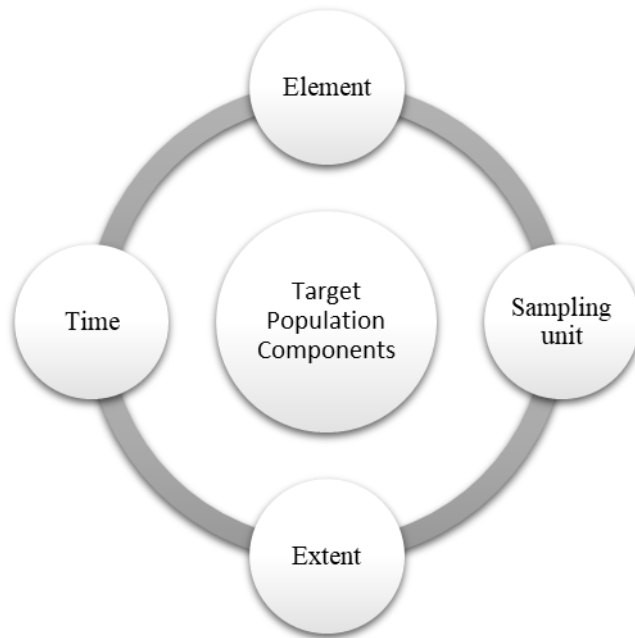 Element
Time
Target
Population
Components
Sampling
unit
Extent